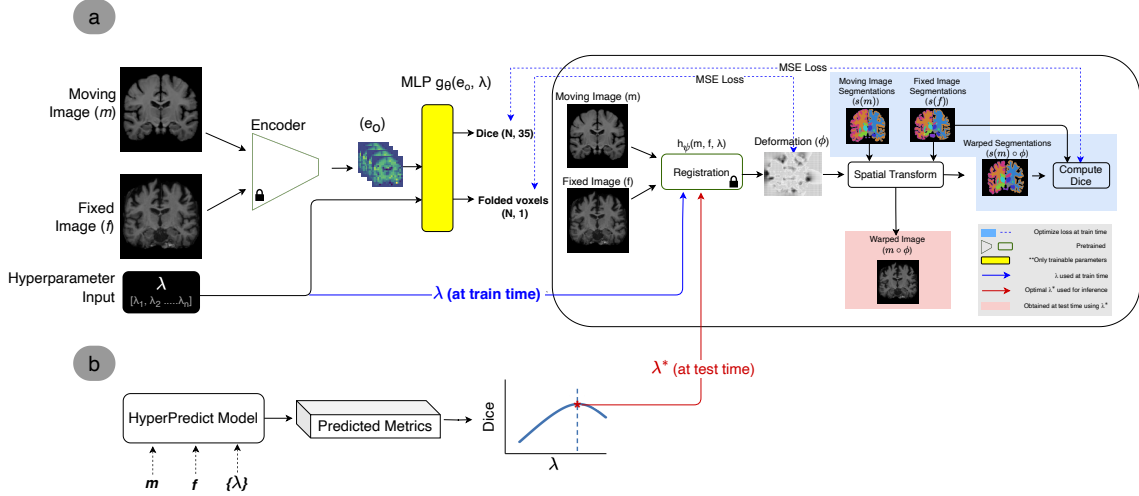 a
Moving
Image (m)
Fixed
Image (f)
Hyperparameter
Input
λ
[λ1, λ2 .....λn]
Encoder
(eo)
MLP gθ(eo, λ)
Dice (N, 35)
Folded voxels
(N, 1)
λ (at train time)
MSE Loss
MSE Loss
Moving Image (m)
Fixed Image (f)
hψ(m, f, λ)
Registration
Deformation (ϕ)
Moving Image
Segmentations
(s(m))
Fixed Image
Segmentations
(s(f))
Spatial Transform
Warped Segmentations
(s(m) ∘ ϕ)
Compute
Dice
Warped Image
(m ∘ ϕ)
Optimize loss at train time
Pretrained
**Only trainable parameters
λ used at train time
Optimal λ* used for inference
Obtained at test time using λ*
b
λ* (at test time)
HyperPredict Model
m
f
{λ}
Predicted Metrics
Dice
λ